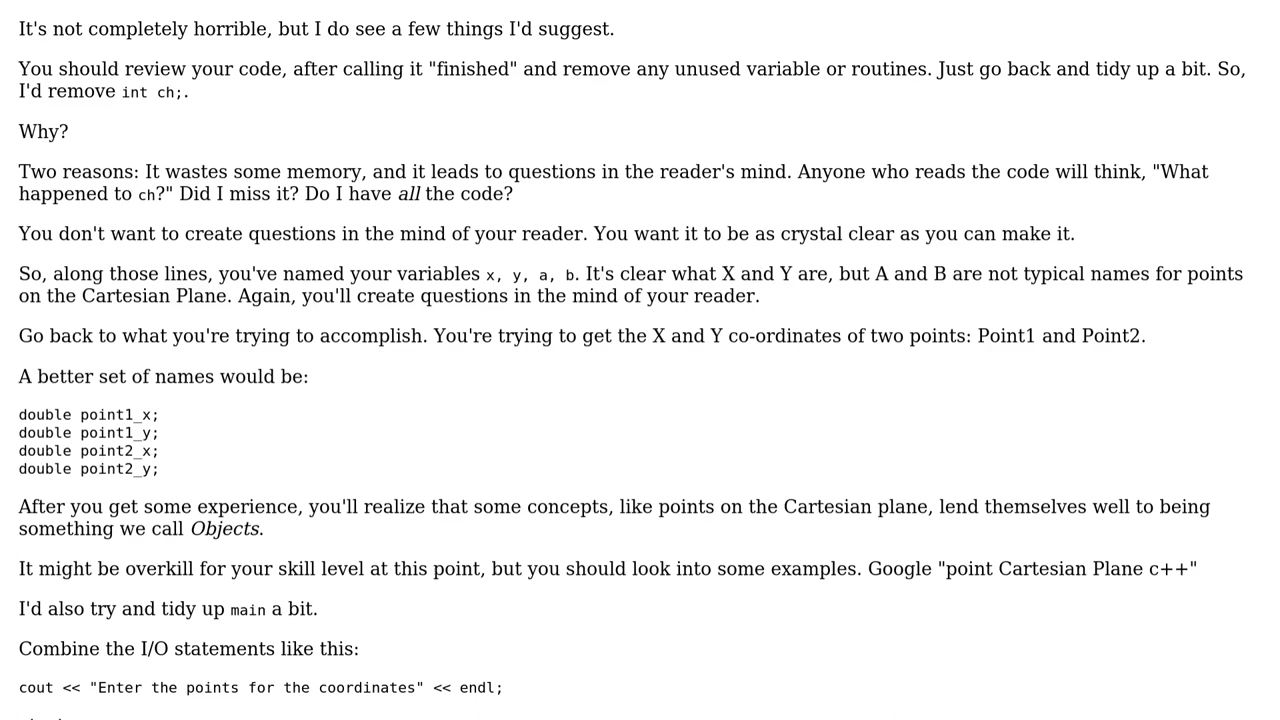 It's not completely horrible, but I do see a few things I'd suggest.
You should review your code, after calling it "finished" and remove any unused variable or routines. Just go back and tidy up a bit. So,
I'd remove int ch;.
Why?
Two reasons: It wastes some memory, and it leads to questions in the reader's mind. Anyone who reads the code will think, "What
happened to ch?" Did I miss it? Do I have all the code?
You don't want to create questions in the mind of your reader. You want it to be as crystal clear as you can make it.
So, along those lines, you've named your variables x, y, a, b. It's clear what X and Y are, but A and B are not typical names for points
on the Cartesian Plane. Again, you'll create questions in the mind of your reader.
Go back to what you're trying to accomplish. You're trying to get the X and Y co-ordinates of two points: Point1 and Point2.
A better set of names would be:
double point1_x;
double point1_y;
double point2_x;
double point2_y;
After you get some experience, you'll realize that some concepts, like points on the Cartesian plane, lend themselves well to being
something we call Objects.
It might be overkill for your skill level at this point, but you should look into some examples. Google "point Cartesian Plane c++"
I'd also try and tidy up main a bit.
Combine the I/O statements like this:
cout << "Enter the points for the coordinates" << endl;